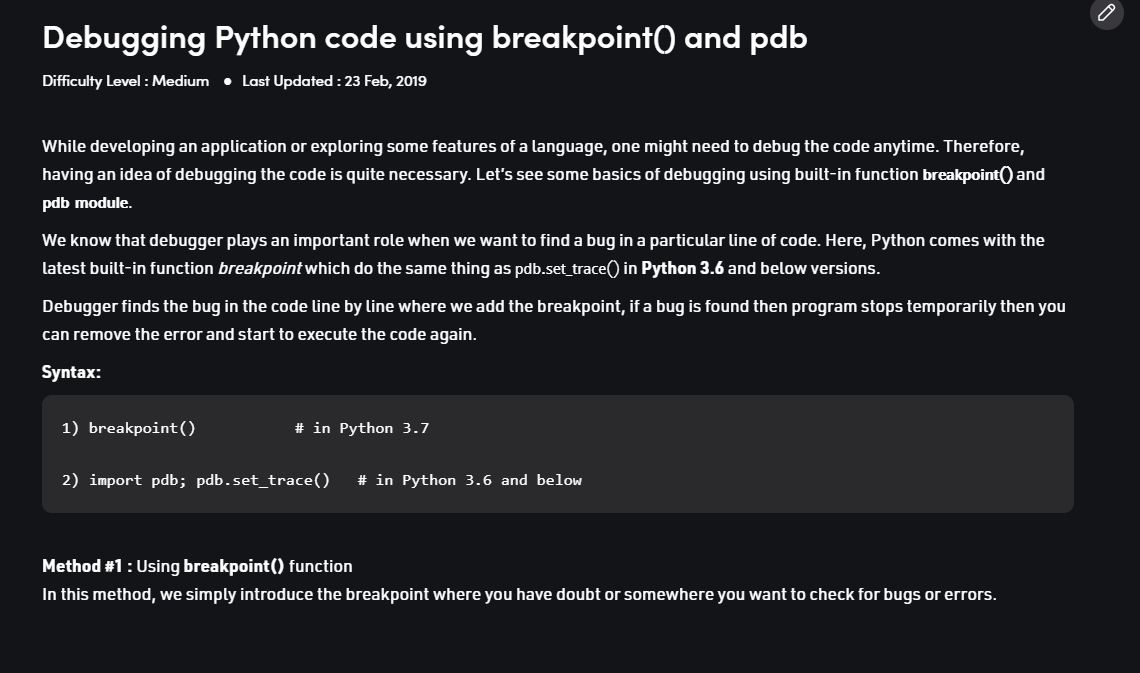 Debugging Python code using breakpoint() and pdb
Difficulty Level : Medium ● Last Updated : 23 Feb, 2019
While developing an application or exploring some features of a language, one might need to debug the code anytime. Therefore,
having an idea of debugging the code is quite necessary. Let's see some basics of debugging using built-in function breakpoint() and
pdb module.
We know that debugger plays an important role when we want to find a bug in a particular line of code. Here, Python comes with the
latest built-in function breakpoint which do the same thing as pdb.set_trace() in Python 3.6 and below versions.
Debugger finds the bug in the code line by line where we add the breakpoint, if a bug is found then program stops temporarily then you
can remove the error and start to execute the code again.
Syntax:
1) breakpoint()           # in Python 3.7
2) import pdb; pdb.set_trace()   # in Python 3.6 and below
Method #1 : Using breakpoint() function
In this method, we simply introduce the breakpoint where you have doubt or somewhere you want to check for bugs or errors.